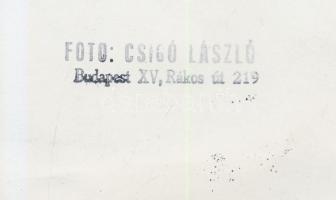 FOTO: CSIGÓ LÁSZLÓ
Budapest XV, Rákos út 219